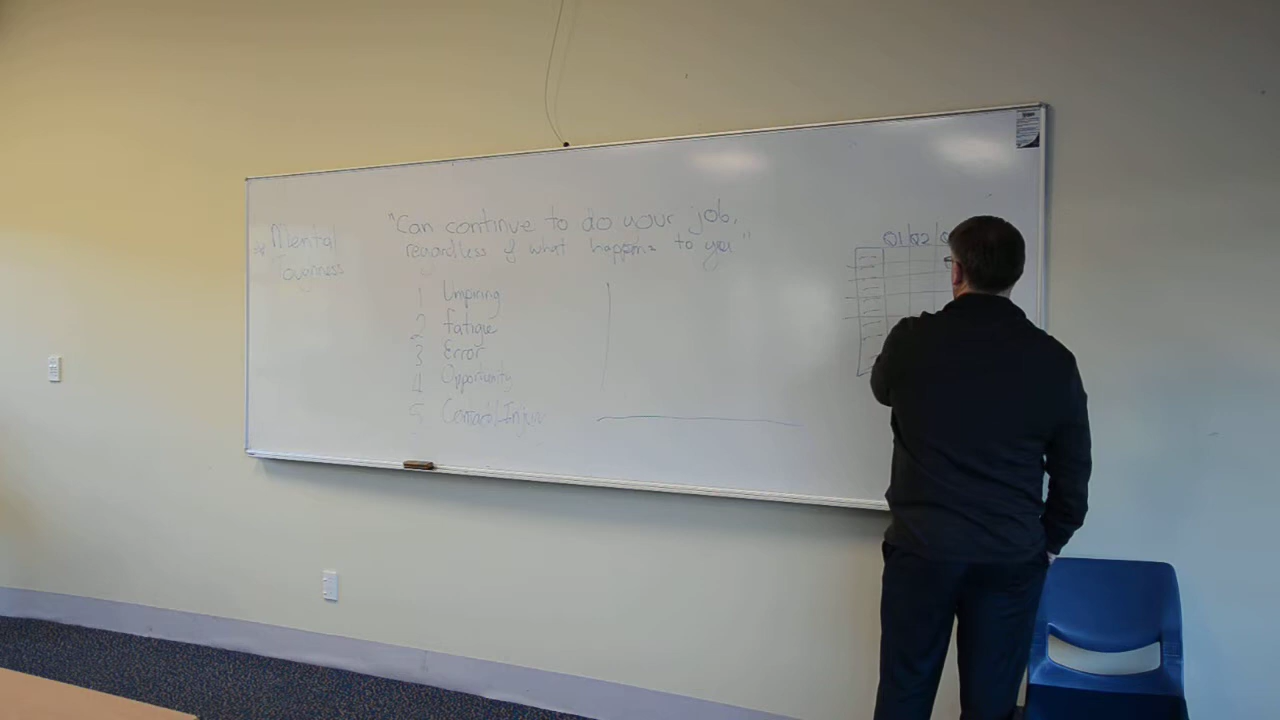 * Mental
Toughness
"Can continue to do your job,
regardless of what happens to you"
1 Umpiring
2 Fatigue
3 Error
4 Opportunity
5 /Injury
Q1 | Q2 |